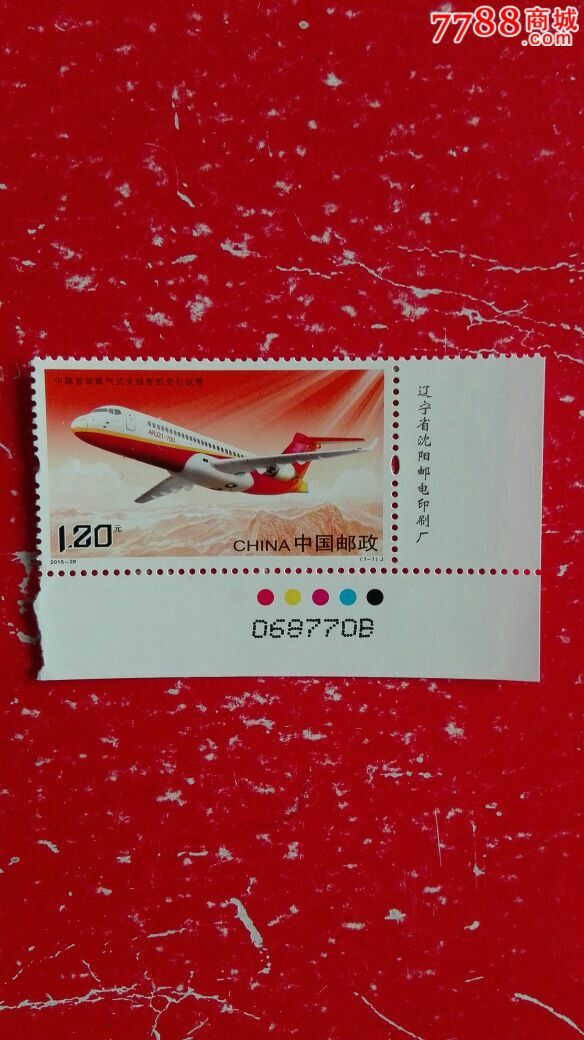 7788商城
.com
中国首架喷气式支线客机交付运营
ARJ21-700
1.20元
CHINA 中国邮政
2015-28
(1-1)J
辽宁省沈阳邮电印刷厂
068770B